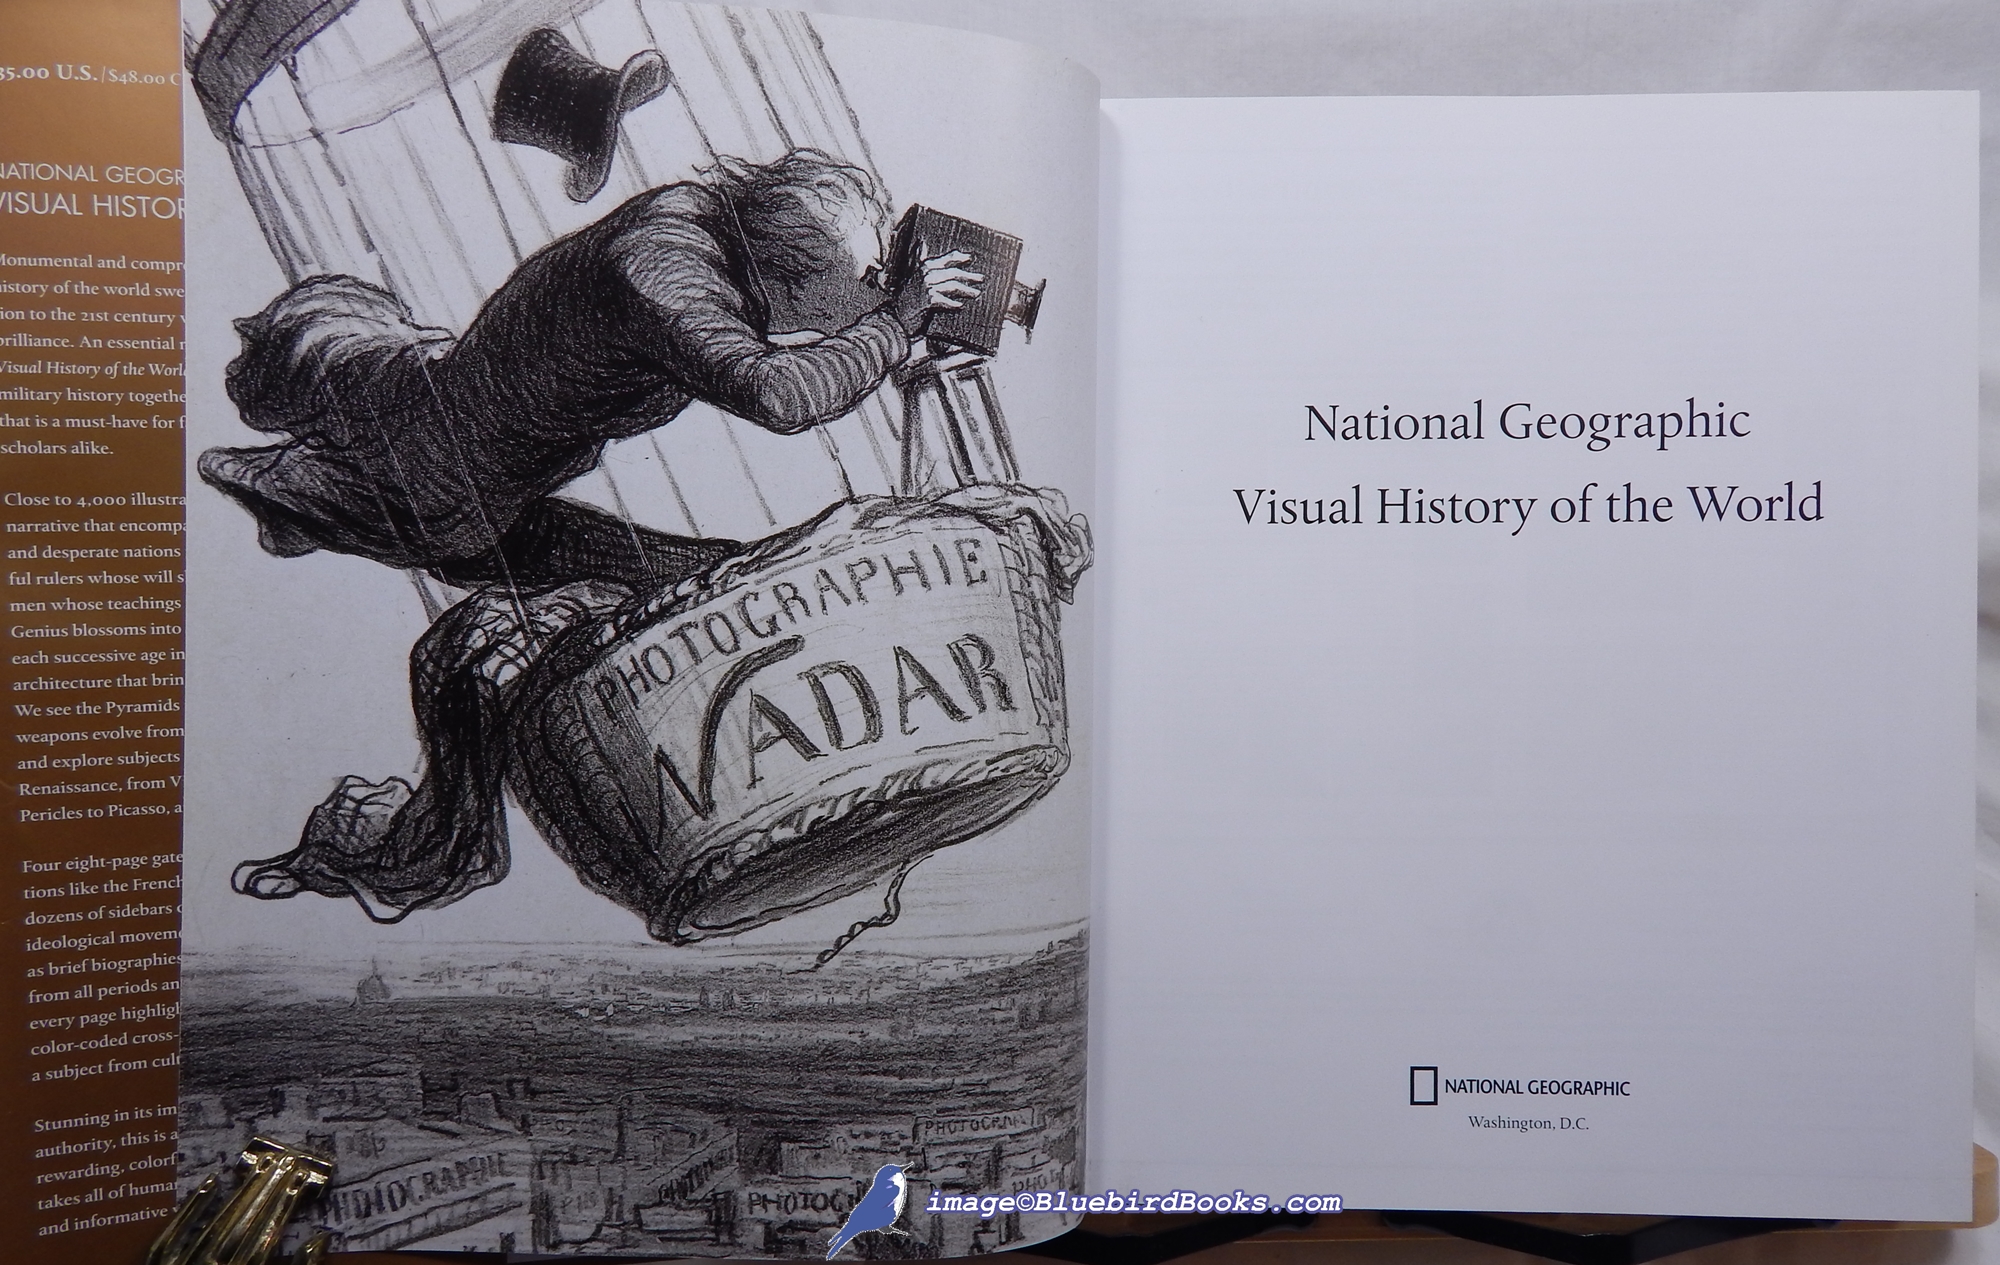 35.00 U.S./$48.00 C
NATIONAL GEOGR
VISUAL HISTOR
Monumental and compre
history of the world swe
ion to the 21st century
brilliance. An essential
Visual History of the Worl
military history togethe
that is a must-have for
scholars alike.
Close to 4,000 illustra
narrative that encompa
and desperate nations
ful rulers whose will
men whose teachings
Genius blossoms into
each successive age in
architecture that brin
We see the Pyramids
weapons evolve from
and explore subjects
Renaissance, from V
Pericles to Picasso, a
Four eight-page gate
tions like the French
dozens of sidebars
ideological moveme
as brief biographies
from all periods an
every page highligh
color-coded cross-
a subject from cult
Stunning in its im
authority, this is a
rewarding, colorf
takes all of human
and informative
PHOTOGRAPHIE
NADAR
PHOTOGRAPHIE
PHOTOG
National Geographic
Visual History of the World
NATIONAL GEOGRAPHIC
Washington, D.C.
image©BluebirdBooks.com